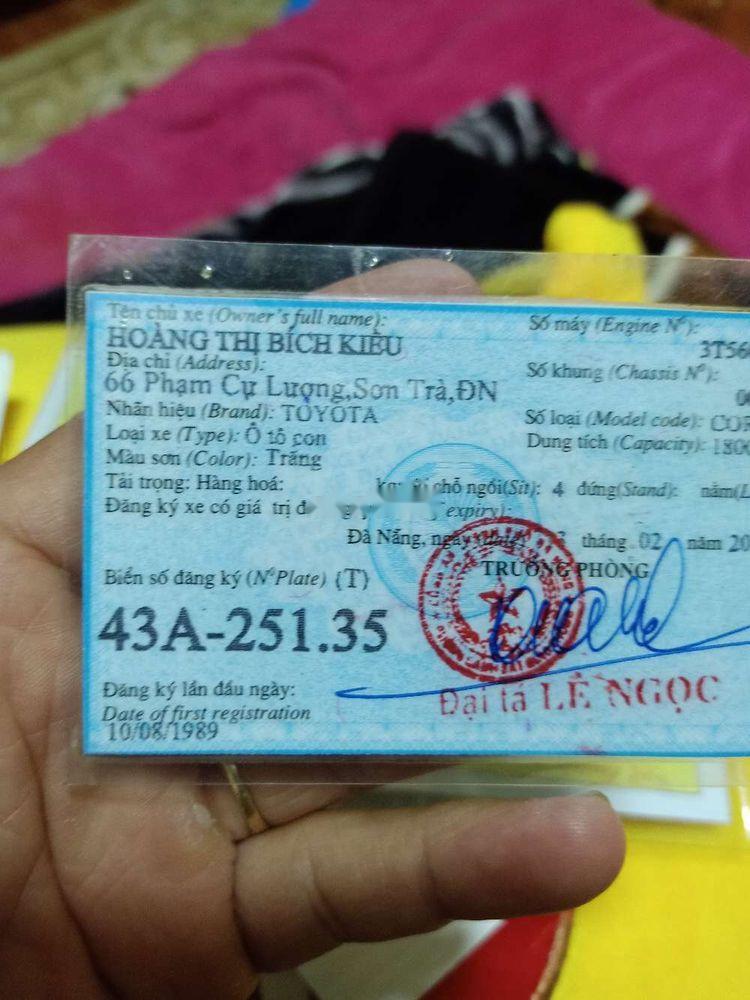 Tên chủ xe (Owner's full name):
HOÀNG THỊ BÍCH KIỀU
Địa chỉ (Address):
66 Phạm Cự Lượng,Sơn Trà,ĐN
Nhãn hiệu (Brand): TOYOTA
Loại xe (Type): Ô tô con
Màu sơn (Color): Trắng
Tải trọng: Hàng hoá:
Đăng ký xe có giá trị
Biển số đăng ký (Nº Plate) (T)
43A-251.35
Đăng ký lần đầu ngày:
Date of first registration
10/08/1989
Số máy (Engine Nº):
3T56
Số khung (Chassis Nº):
Số loại (Model code): COR
Dung tích (Capacity): 180
chỗ ngồi(Sit): 4 đứng(Stand): năm
expiry):
Đà Nẵng, ngày tháng 02 năm 20
TRƯỞNG PHÒNG
Đại tá LÊ NGỌC